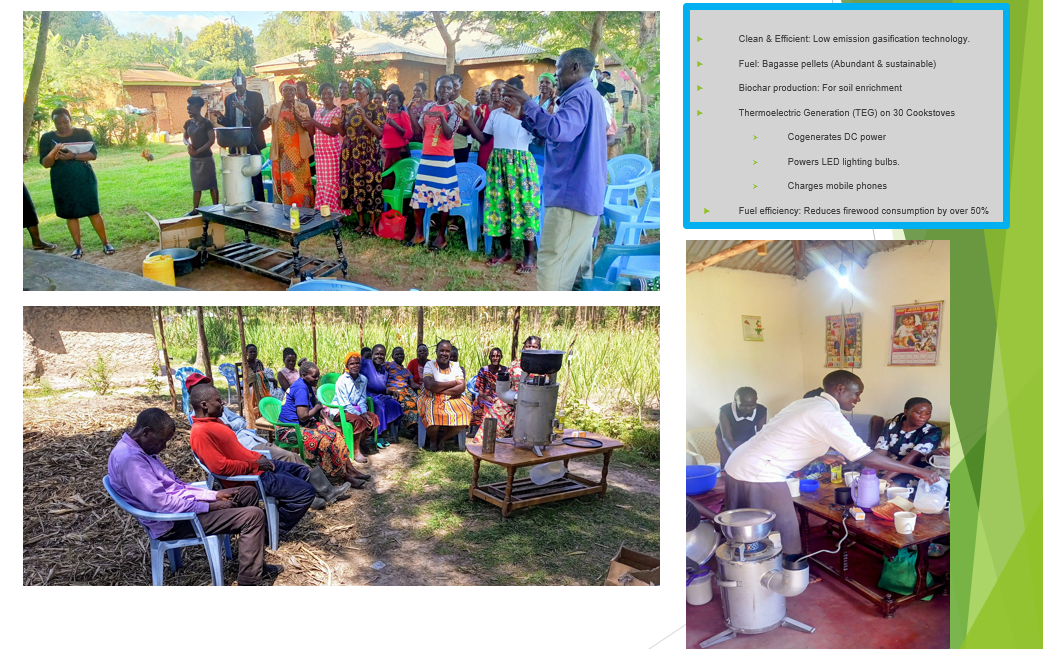 Clean & Efficient: Low emission gasification technology.
Fuel: Bagasse pellets (Abundant & sustainable)
Biochar production: For soil enrichment
Thermoelectric Generation (TEG) on 30 Cookstoves
Cogenerates DC power
Powers LED lighting bulbs.
Charges mobile phones
Fuel efficiency: Reduces firewood consumption by over 50%